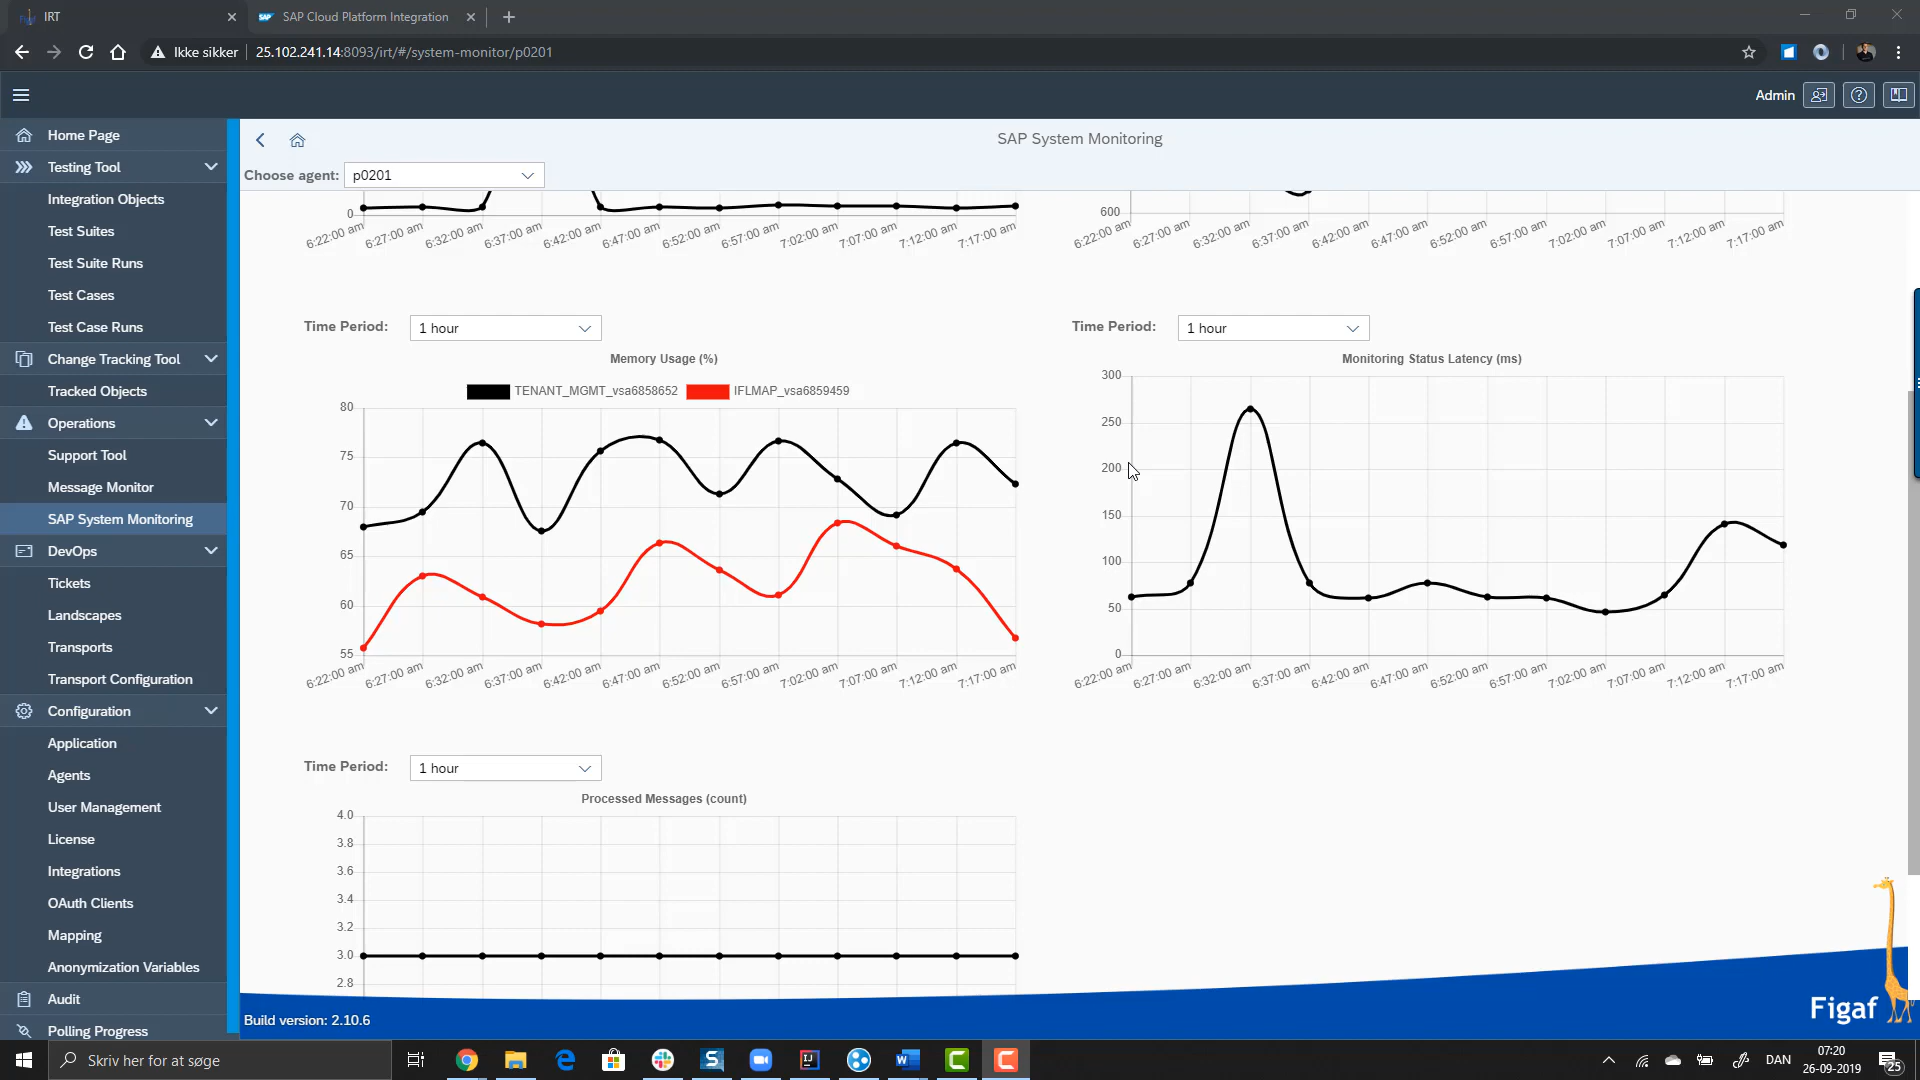 IRT
SAP Cloud Platform Integration
Ikke sikker
25.102.241.14:8093/irt/#/system-monitor/p0201
Admin
Home Page
Testing Tool
Integration Objects
Test Suites
Test Suite Runs
Test Cases
Test Case Runs
Change Tracking Tool
Tracked Objects
Operations
Support Tool
Message Monitor
SAP System Monitoring
DevOps
Tickets
Landscapes
Transports
Transport Configuration
Configuration
Application
Agents
User Management
License
Integrations
OAuth Clients
Mapping
Anonymization Variables
Audit
Polling Progress
SAP System Monitoring
Choose agent: p0201
0
6:22:00 am 6:27:00 am 6:32:00 am 6:37:00 am 6:42:00 am 6:47:00 am 6:52:00 am 6:57:00 am 7:02:00 am 7:07:00 am 7:12:00 am 7:17:00 am
600
6:22:00 am 6:27:00 am 6:32:00 am 6:37:00 am 6:42:00 am 6:47:00 am 6:52:00 am 6:57:00 am 7:02:00 am 7:07:00 am 7:12:00 am 7:17:00 am
Time Period: 1 hour
Memory Usage (%)
TENANT_MGMT_vsa6858652 IFLMAP_vsa6859459
80
75
70
65
60
55
6:22:00 am 6:27:00 am 6:32:00 am 6:37:00 am 6:42:00 am 6:47:00 am 6:52:00 am 6:57:00 am 7:02:00 am 7:07:00 am 7:12:00 am 7:17:00 am
Time Period: 1 hour
Monitoring Status Latency (ms)
300
250
200
150
100
50
0
6:22:00 am 6:27:00 am 6:32:00 am 6:37:00 am 6:42:00 am 6:47:00 am 6:52:00 am 6:57:00 am 7:02:00 am 7:07:00 am 7:12:00 am 7:17:00 am
Time Period: 1 hour
Processed Messages (count)
4.0
3.8
3.6
3.4
3.2
3.0
2.8
Build version: 2.10.6
Figaf
Skriv her for at søge
DAN
07:20
26-09-2019
25